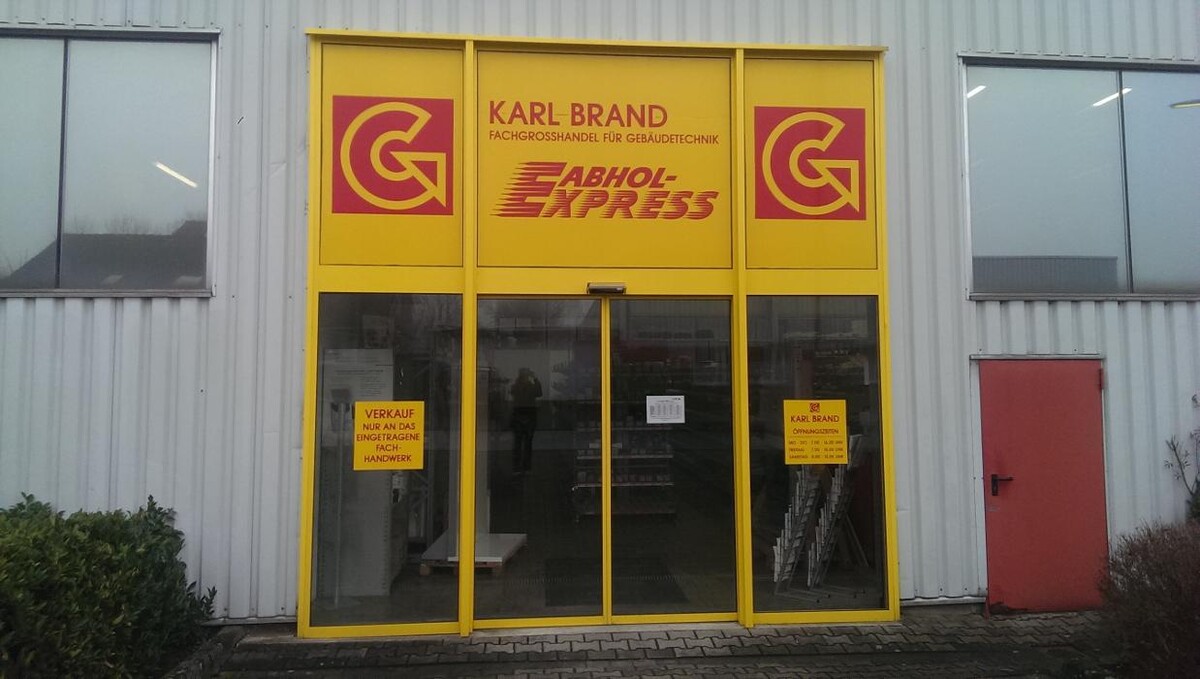 KARL BRAND
FACHGROSSHANDEL FÜR GEBÄUDETECHNIK
ABHOL-
EXPRESS
VERKAUF
NUR AN DAS
EINGETRAGENE
FACH-
HANDWERK
KARL BRAND
ÖFFNUNGSZEITEN